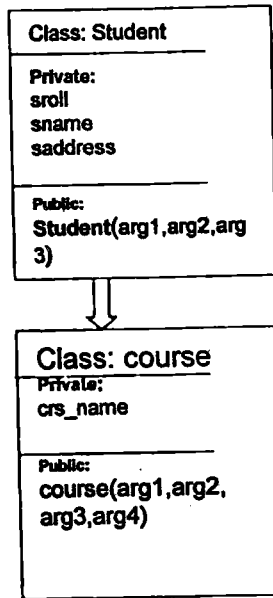 Class: Student
Private:
sroll
sname
saddress
Public:
Student(arg1,arg2,arg
3)
Class: course
Private:
crs_name
Public:
course(arg1,arg2,
arg3,arg4)